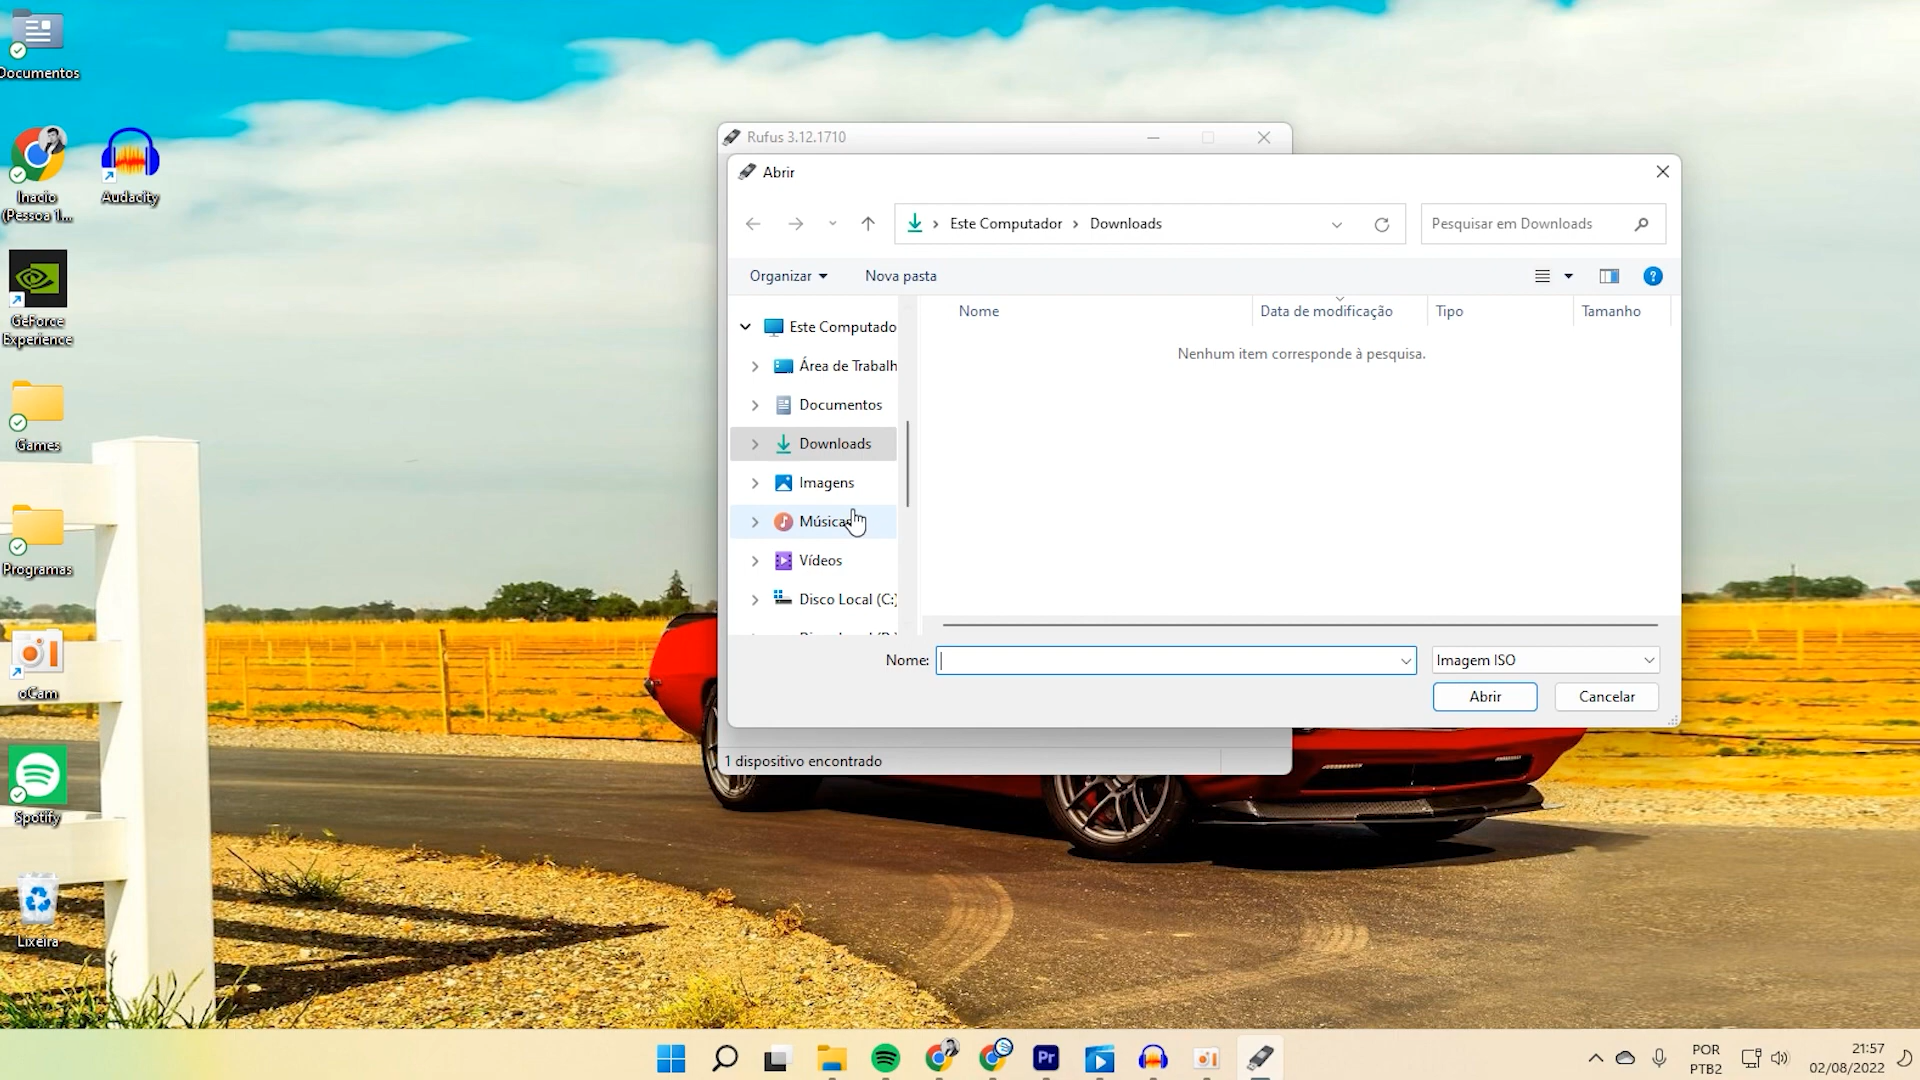 Documentos
Inacio
(Pessoa 1...
Audacity
GeForce
Experience
Games
Programas
oCam
Spotify
Lixeira
Rufus 3.12.1710
Abrir
Este Computador
Downloads
Pesquisar em Downloads
Organizar
Nova pasta
Nome
Data de modificação
Tipo
Tamanho
Nenhum item corresponde à pesquisa.
Este Computado
Área de Trabalh
Documentos
Downloads
Imagens
Músicas
Vídeos
Disco Local (C:)
Nome:
Imagem ISO
Abrir
Cancelar
1 dispositivo encontrado
Pr
POR
PTB2
21:57
02/08/2022